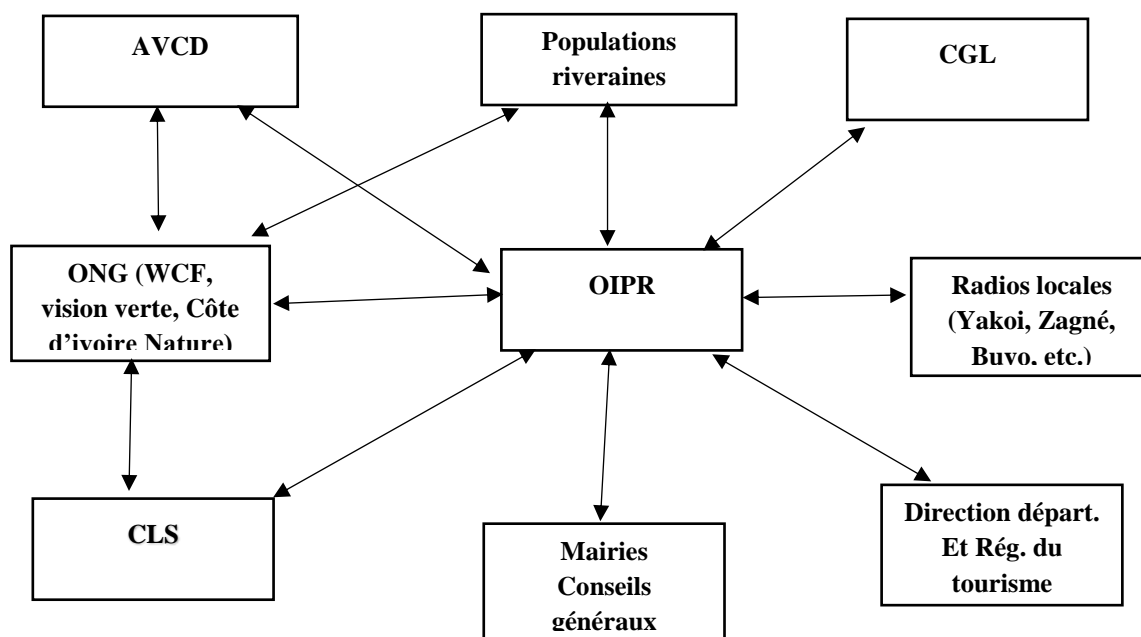 AVCD
Populations
riveraines
CGL
ONG (WCF,
vision verte, Côte
d'ivoire Nature)
OIPR
Radios locales
(Yakoi, Zagné,
Buyo, etc.)
CLS
Mairies
Conseils
généraux
Direction départ.
Et Rég. du
tourisme